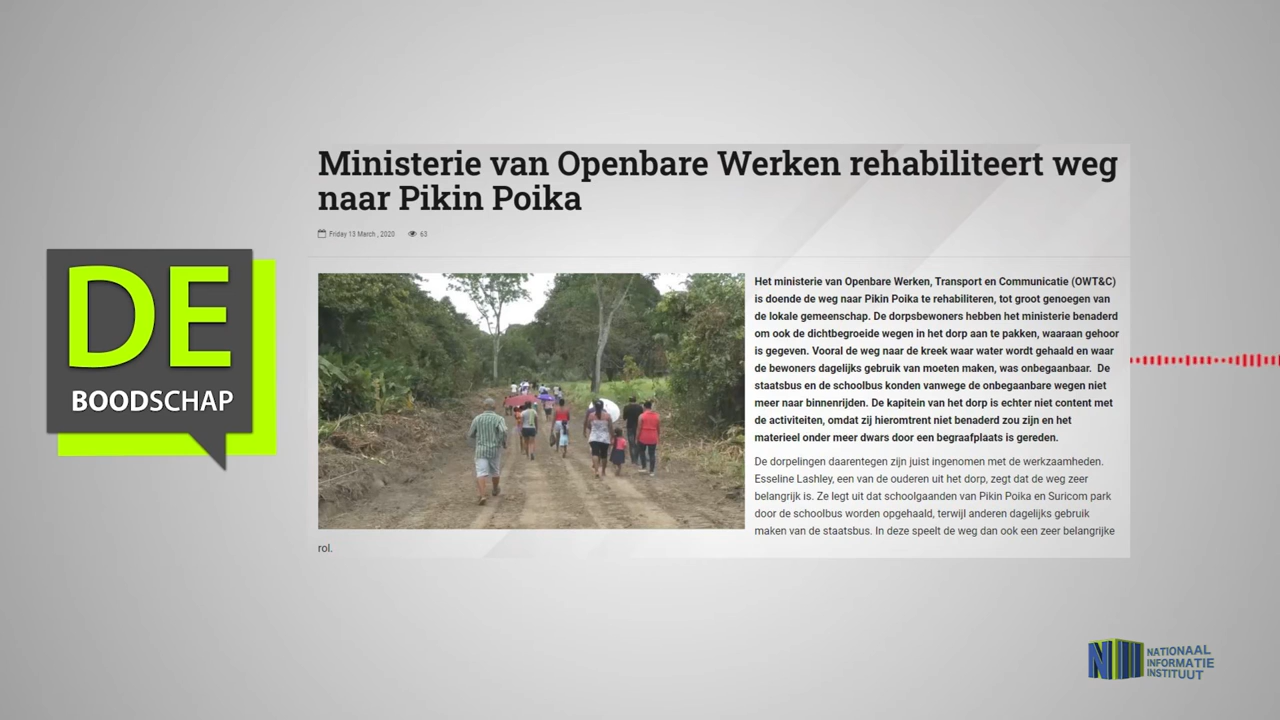 Ministerie van Openbare Werken rehabiliteert weg
naar Pikin Poika
Friday 13 March , 2020 63
Het ministerie van Openbare Werken, Transport en Communicatie (OWT&C)
is doende de weg naar Pikin Poika te rehabiliteren, tot groot genoegen van
de lokale gemeenschap. De dorpsbewoners hebben het ministerie benaderd
om ook de dichtbegroeide wegen in het dorp aan te pakken, waaraan gehoor
is gegeven. Vooral de weg naar de kreek waar water wordt gehaald en waar
de bewoners dagelijks gebruik van moeten maken, was onbegaanbaar. De
staatsbus en de schoolbus konden vanwege de onbegaanbare wegen niet
meer naar binnenrijden. De kapitein van het dorp is echter niet content met
de activiteiten, omdat zij hieromtrent niet benaderd zou zijn en het
materieel onder meer dwars door een begraafplaats is gereden.
De dorpelingen daarentegen zijn juist ingenomen met de werkzaamheden.
Esseline Lashley, een van de ouderen uit het dorp, zegt dat de weg zeer
belangrijk is. Ze legt uit dat schoolgaanden van Pikin Poika en Suricom park
door de schoolbus worden opgehaald, terwijl anderen dagelijks gebruik
maken van de staatsbus. In deze speelt de weg dan ook een zeer belangrijke
rol.
DE
BOODSCHAP
NII
NATIONAAL
INFORMATIE
INSTITUUT